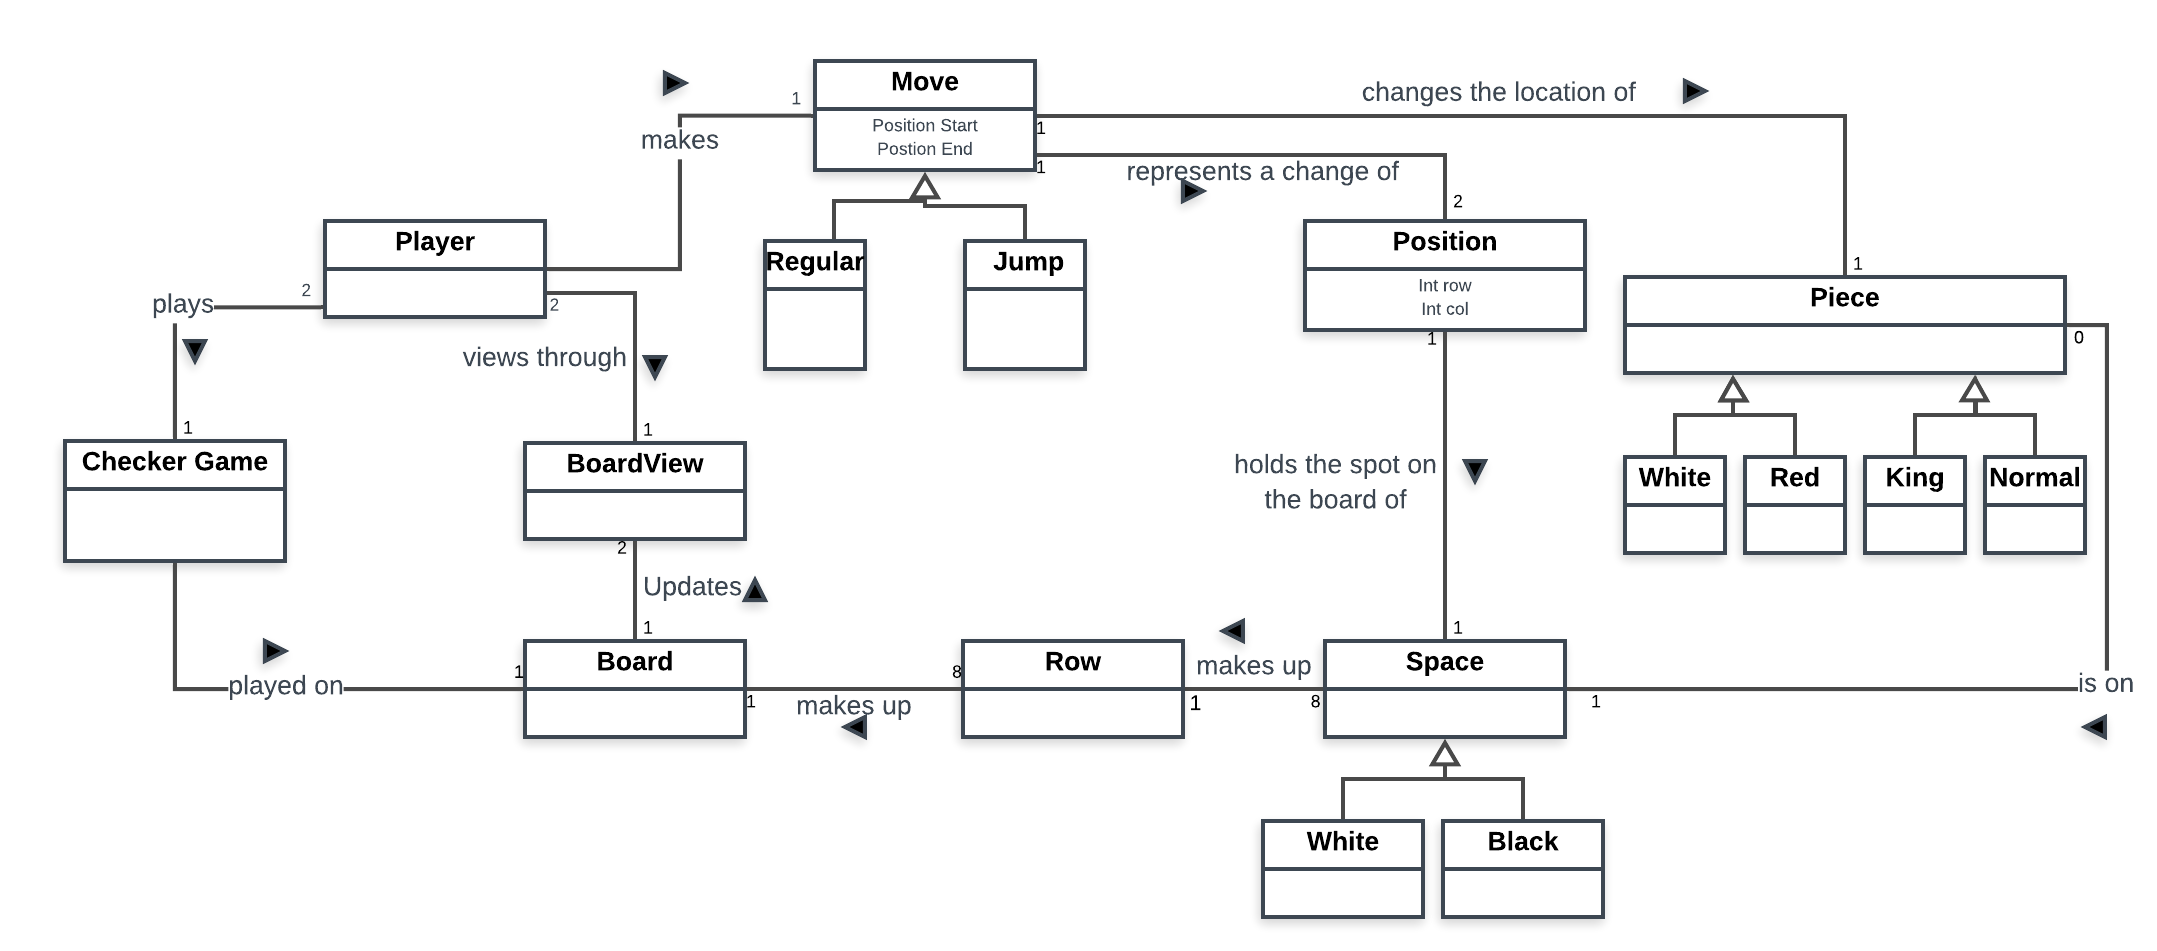 Move
changes the location of
1
Position Start
Postion End
1
makes
1
represents a change of
2
Player
Regular
Jump
Position
Int row
Int col
1
Piece
plays
2
2
0
views through
1
1
1
Checker Game
BoardView
holds the spot on
the board of
White
Red
King
Normal
2
Updates
1
1
Board
Row
makes up
Space
is on
played on
1
8
1
makes up
1
8
1
White
Black